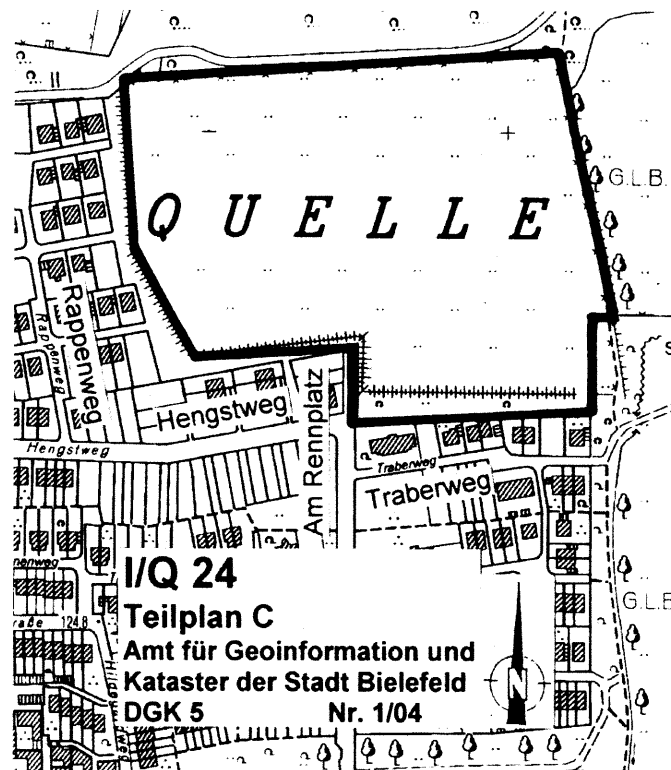 G.L.B.
QUELLE
Rappenweg
Rappenweg
Hengstweg
Am Rennplatz
Hengstweg
Traberweg
Traberweg
I/Q 24
Teilplan C
Amt für Geoinformation und
Kataster der Stadt Bielefeld
DGK 5 Nr. 1/04
N
G.L.B.
124.8